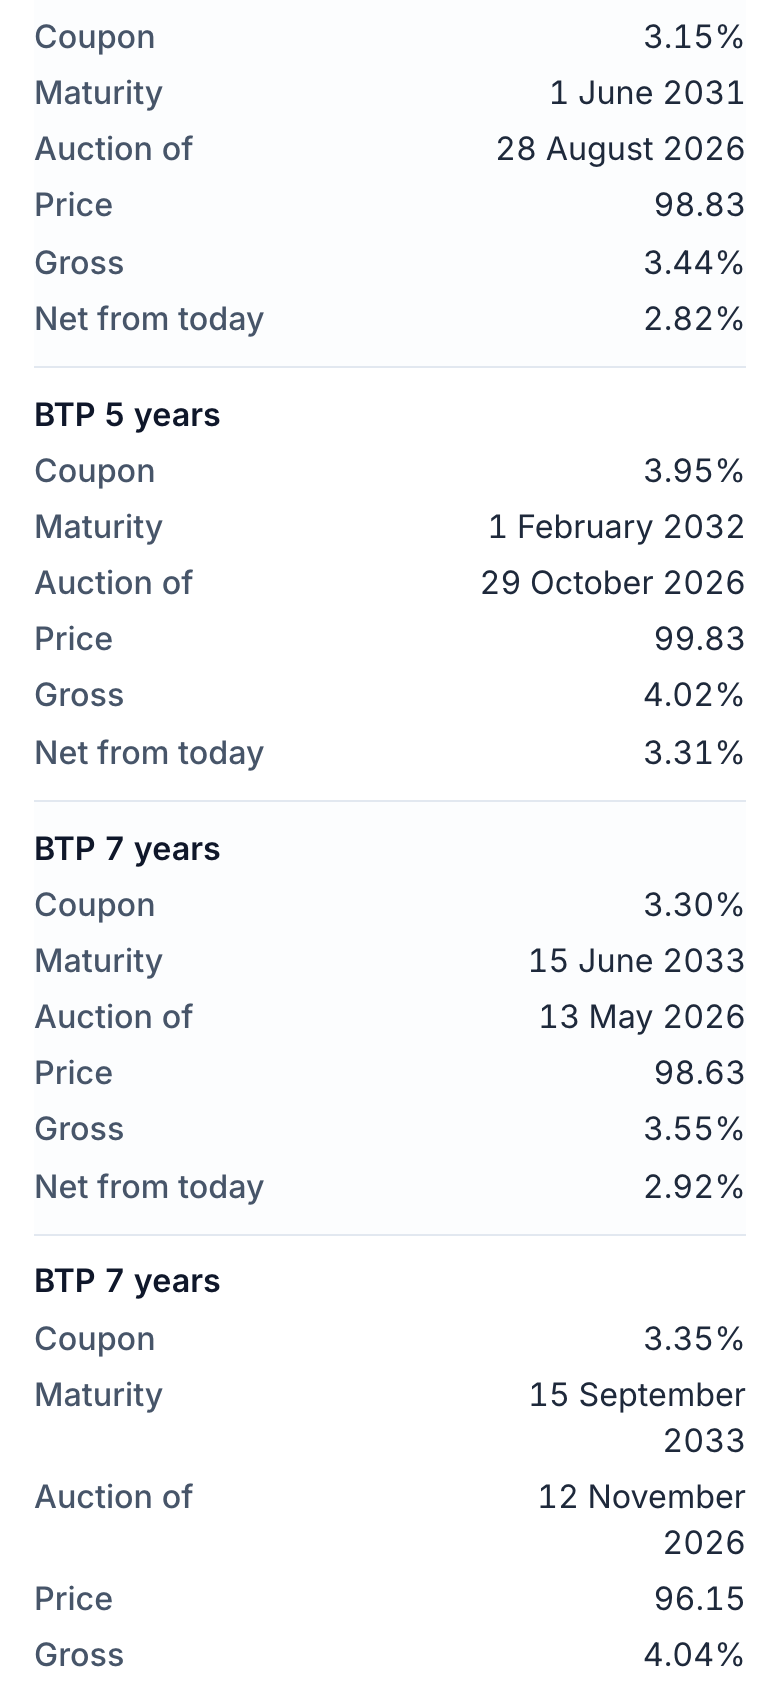 Coupon 3.15%
Maturity 1 June 2031
Auction of 28 August 2026
Price 98.83
Gross 3.44%
Net from today 2.82%
BTP 5 years
Coupon 3.95%
Maturity 1 February 2032
Auction of 29 October 2026
Price 99.83
Gross 4.02%
Net from today 3.31%
BTP 7 years
Coupon 3.30%
Maturity 15 June 2033
Auction of 13 May 2026
Price 98.63
Gross 3.55%
Net from today 2.92%
BTP 7 years
Coupon 3.35%
Maturity 15 September
2033
Auction of 12 November
2026
Price 96.15
Gross 4.04%